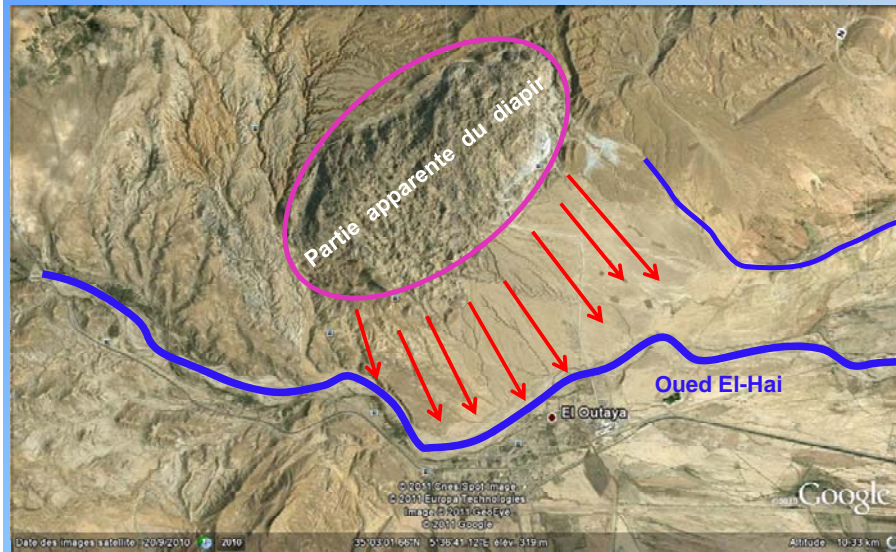 Partie apparente du diapir
Oued El-Hai
El Outaya
© 2011 Cnes/Spot Image
© 2011 Europa Technologies
Image © 2011 GeoEye
© 2011 Google
Google
Date des images satellite : 20/9/2010
2010
35°03'01.66"N 5°36'41.12"E élév. 319 m
Altitude 10.33 km